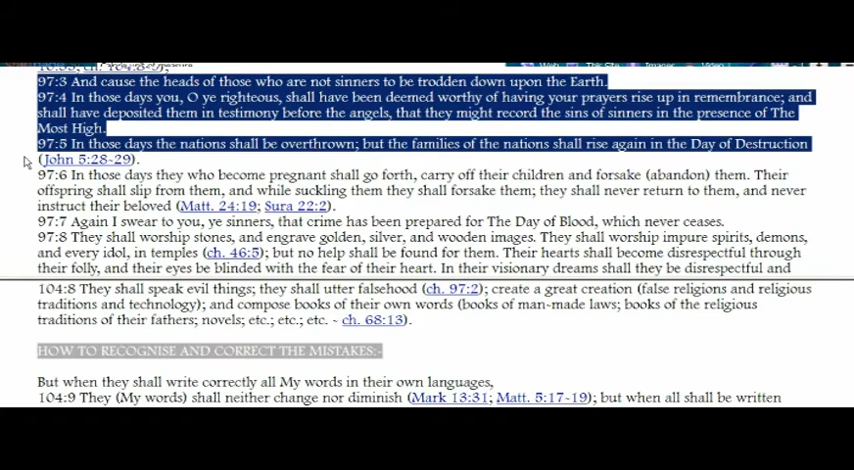 10:33; ch. 104:8-9);
97:3 And cause the heads of those who are not sinners to be trodden down upon the Earth.
97:4 In those days you, O ye righteous, shall have been deemed worthy of having your prayers rise up in remembrance; and
shall have deposited them in testimony before the angels, that they might record the sins of sinners in the presence of The
Most High.
97:5 In those days the nations shall be overthrown; but the families of the nations shall rise again in the Day of Destruction
(John 5:28-29).
97:6 In those days they who become pregnant shall go forth, carry off their children and forsake (abandon) them. Their
offspring shall slip from them, and while suckling them they shall forsake them; they shall never return to them, and never
instruct their beloved (Matt. 24:19; Sura 22:2).
97:7 Again I swear to you, ye sinners, that crime has been prepared for The Day of Blood, which never ceases.
97:8 They shall worship stones, and engrave golden, silver, and wooden images. They shall worship impure spirits, demons,
and every idol, in temples (ch. 46:5); but no help shall be found for them. Their hearts shall become disrespectful through
their folly, and their eyes be blinded with the fear of their heart. In their visionary dreams shall they be disrespectful and
104:8 They shall speak evil things; they shall utter falsehood (ch. 97:2); create a great creation (false religions and religious
traditions and technology); and compose books of their own words (books of man-made laws; books of the religious
traditions of their fathers; novels; etc.; etc.; etc. - ch. 68:13).
HOW TO RECOGNISE AND CORRECT THE MISTAKES:-
But when they shall write correctly all My words in their own languages,
104:9 They (My words) shall neither change nor diminish (Mark 13:31; Matt. 5:17-19); but when all shall be written